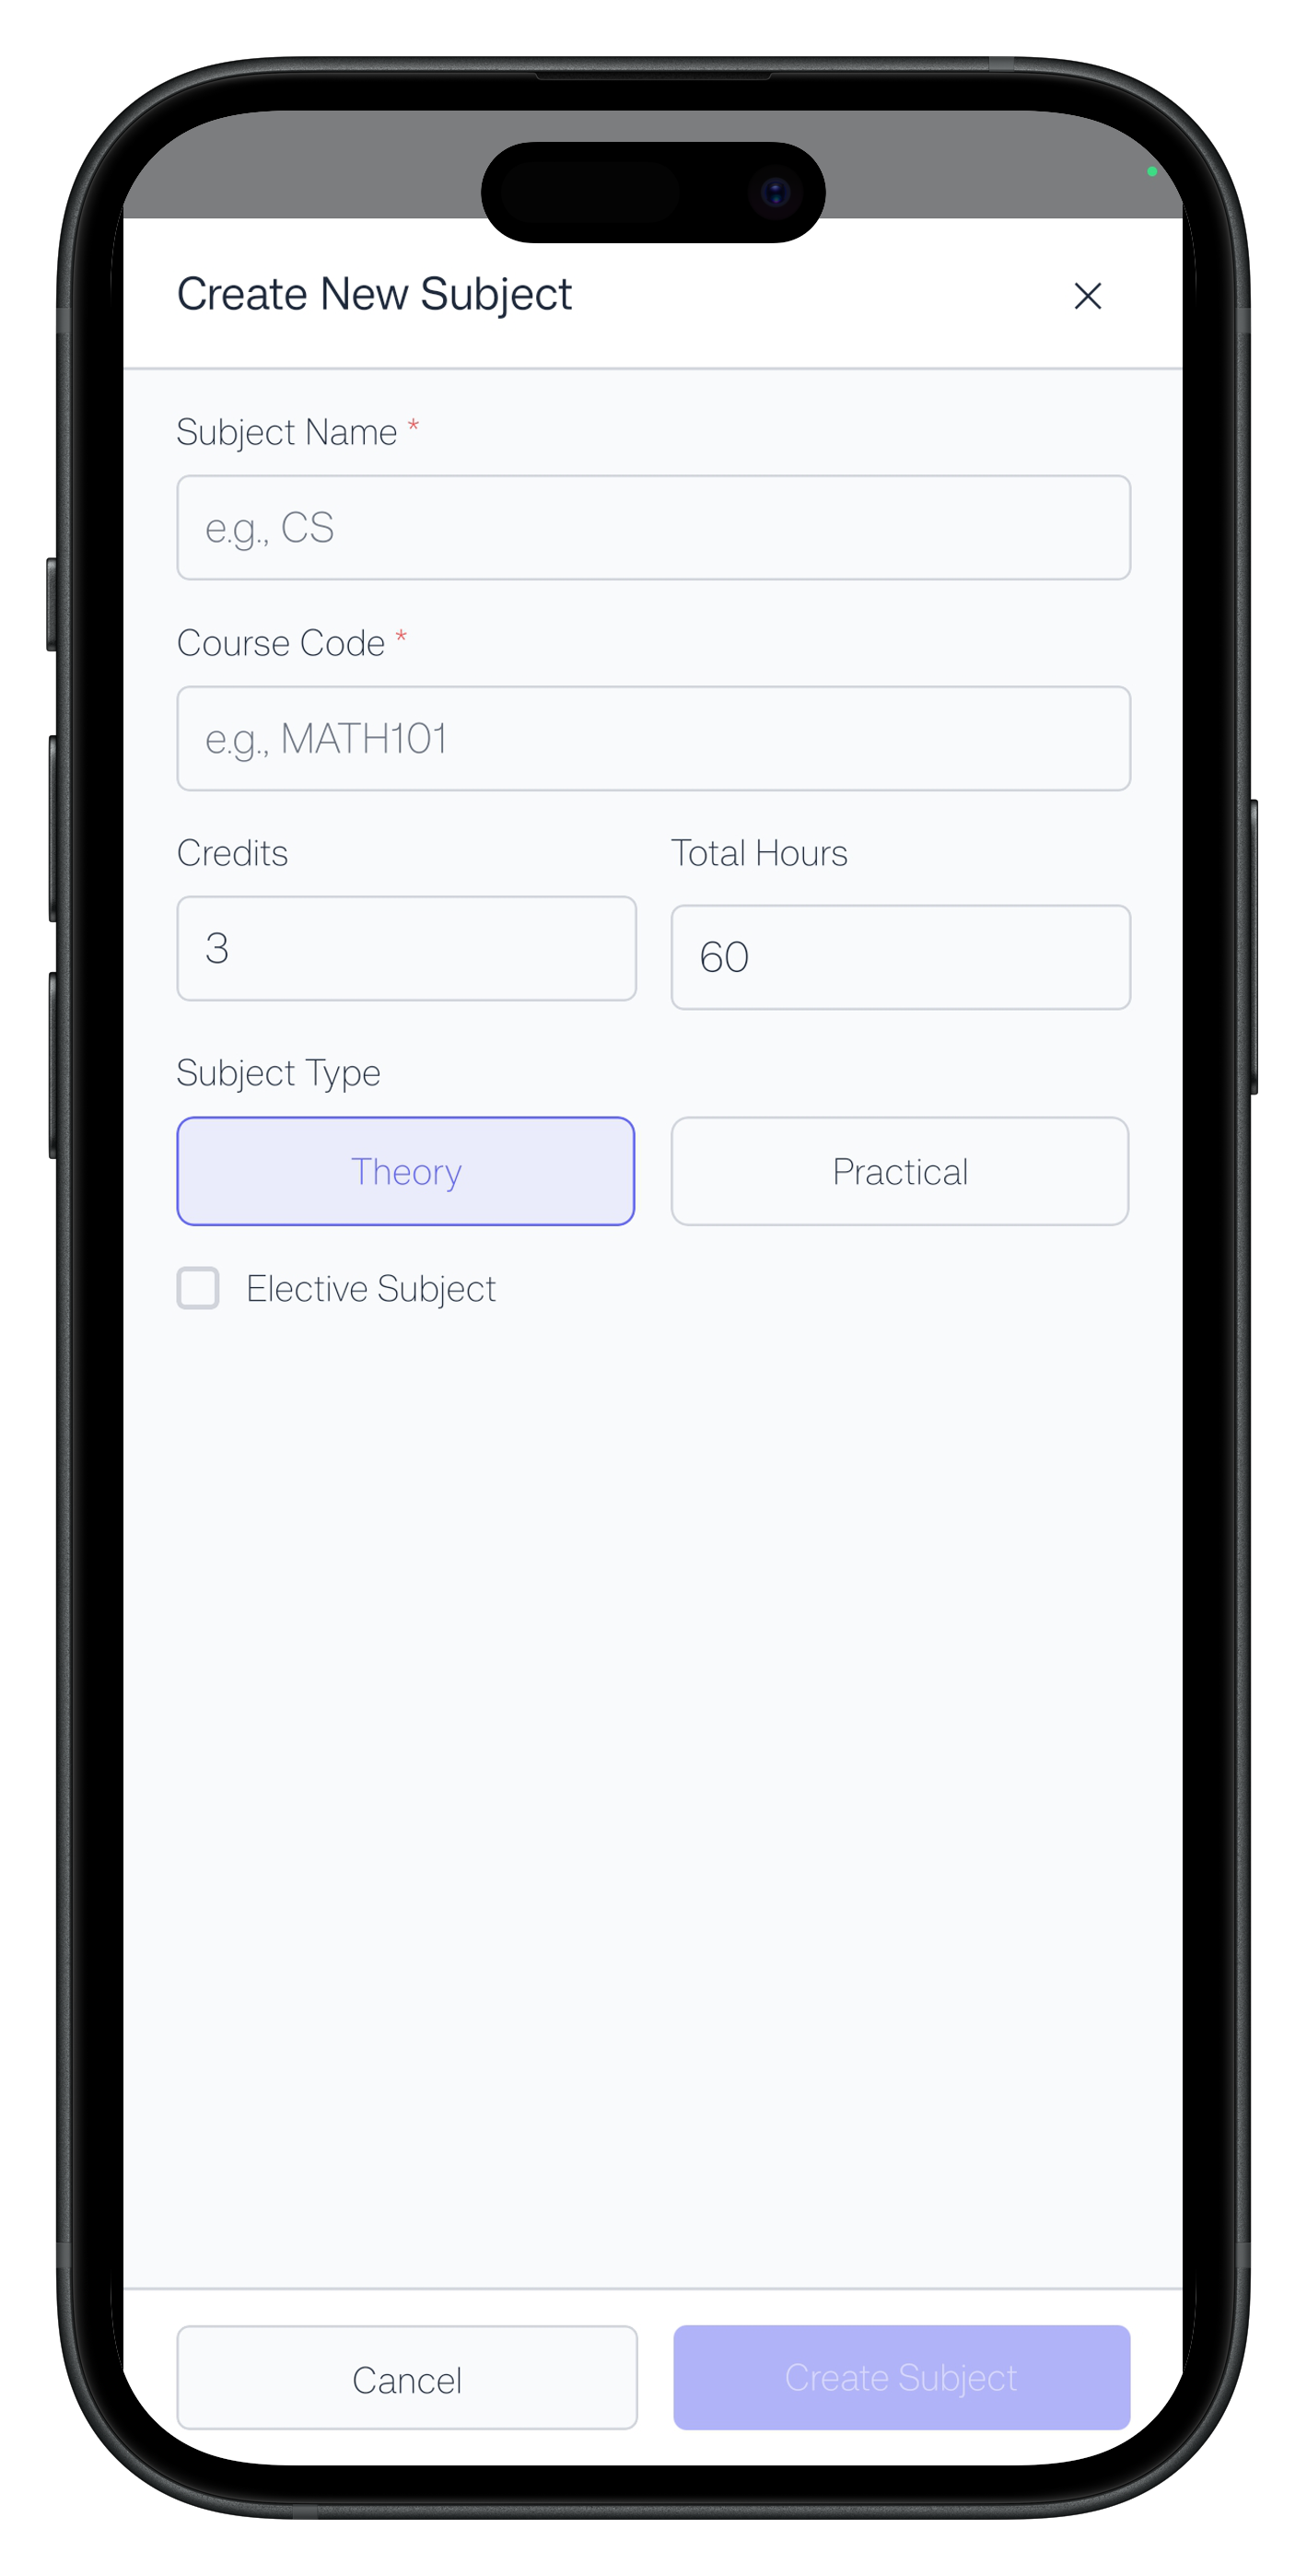 Create New Subject
Subject Name *
e.g., CS
Course Code *
e.g., MATH101
Credits
Total Hours
3
60
Subject Type
Theory
Practical
Elective Subject
Cancel
Create Subject